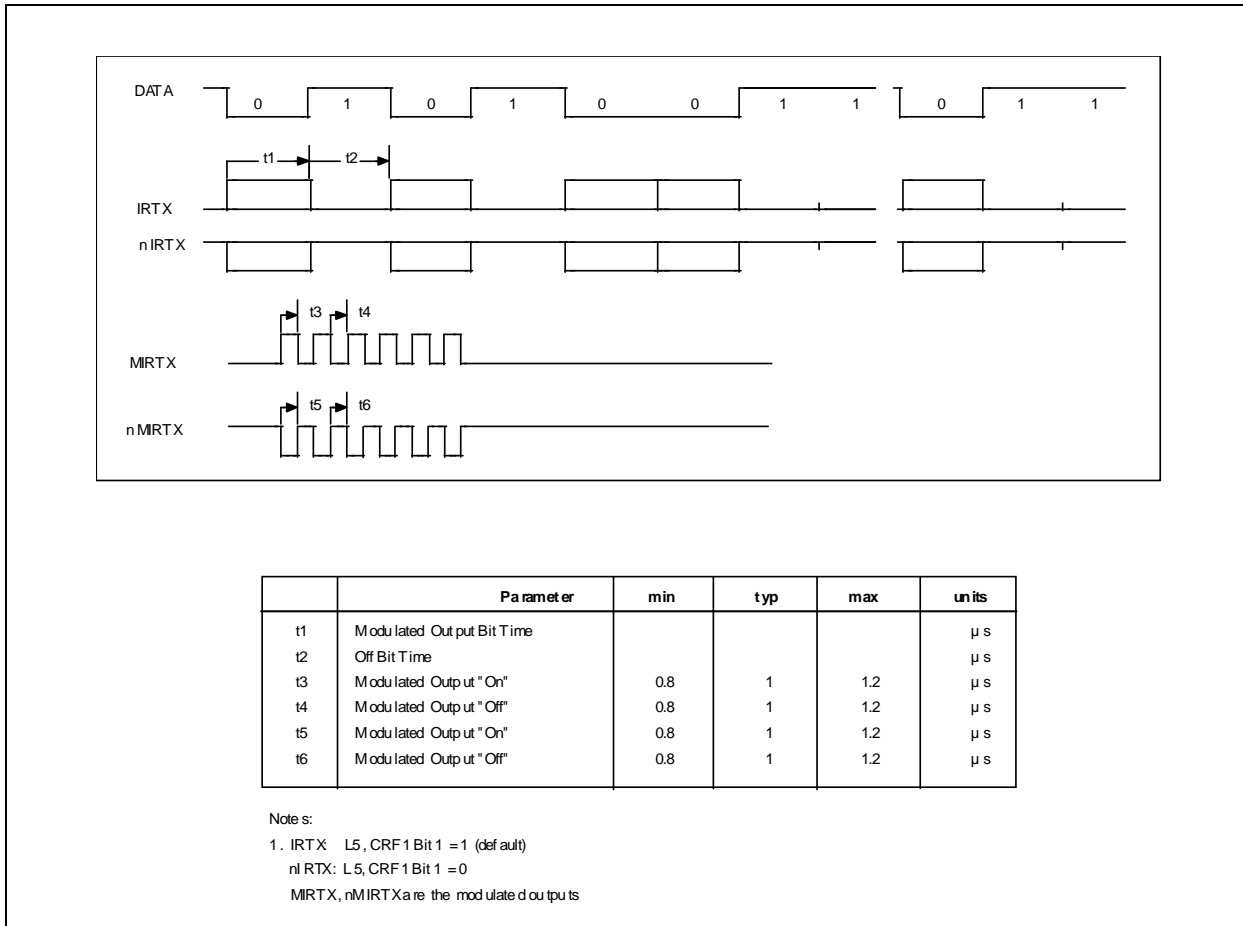 DATA
0 1 0 1 0 0 1 1 0 1 1
t1 t2
IRTX
nIRTX
t3 t4
MIRTX
t5 t6
nMIRTX
Parameter min typ max units
t1 Modulated Output Bit Time µs
t2 Off Bit Time µs
t3 Modulated Output "On" 0.8 1 1.2 µs
t4 Modulated Output "Off" 0.8 1 1.2 µs
t5 Modulated Output "On" 0.8 1 1.2 µs
t6 Modulated Output "Off" 0.8 1 1.2 µs
Notes:
1. IRTX: L5, CRF1 Bit 1 = 1 (default)
nIRTX: L5, CRF1 Bit 1 = 0
MIRTX, nMIRTX are the modulated outputs